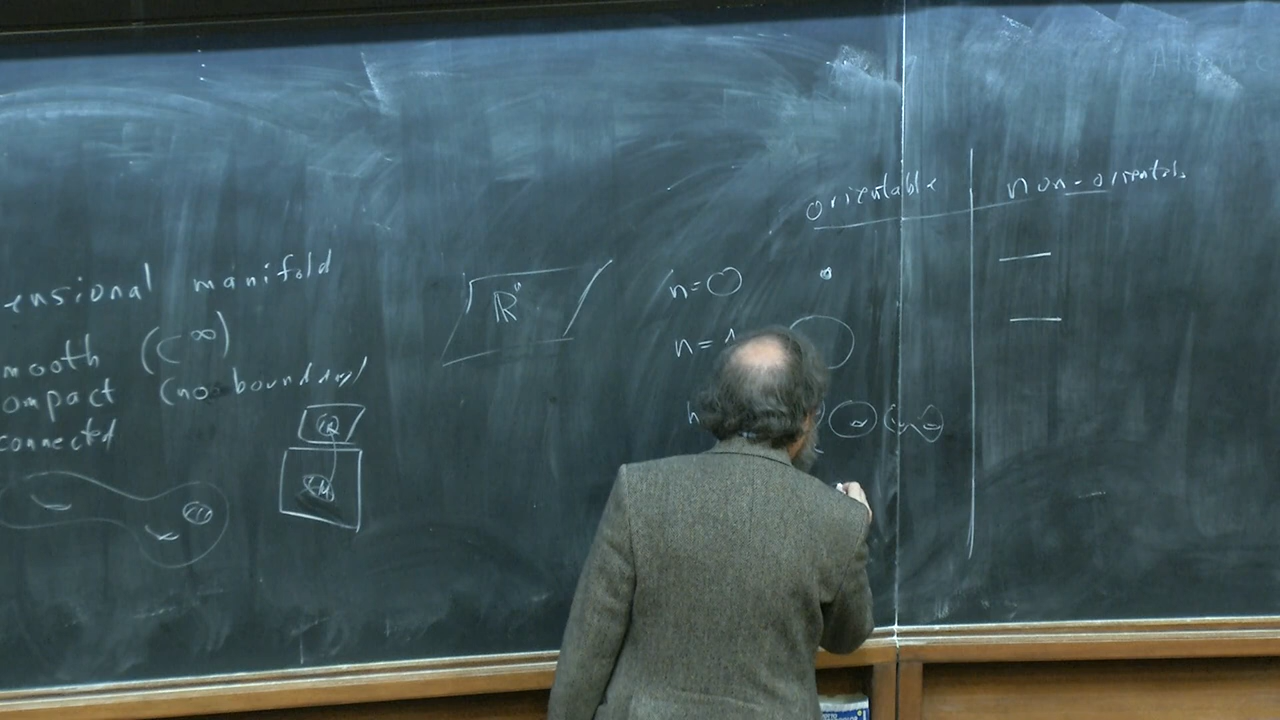 ensional manifold
mooth (C^∞)
ompact (no boundary)
connected
ℝⁿ
orientable
non-orientab
n=0
n=1
n